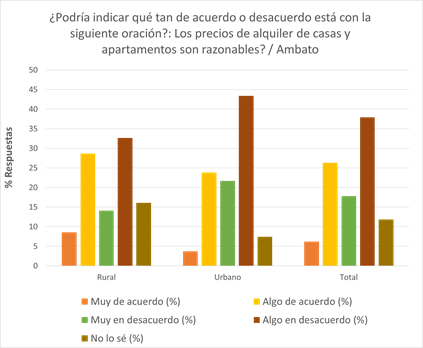 ¿Podría indicar qué tan de acuerdo o desacuerdo está con la
siguiente oración?: Los precios de alquiler de casas y
apartamentos son razonables? / Ambato
50
45
40
35
30
25
20
15
10
5
0
% Respuestas
Rural Urbano Total
Muy de acuerdo (%) Algo de acuerdo (%)
Muy en desacuerdo (%) Algo en desacuerdo (%)
No lo sé (%)